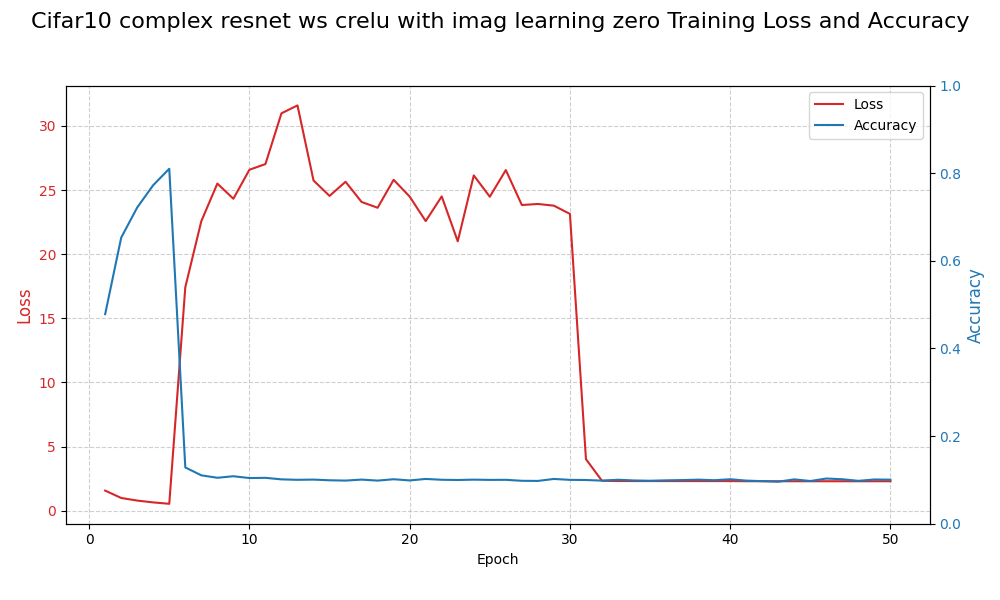 Cifar10 complex resnet ws crelu with imag learning zero Training Loss and Accuracy
Loss
Accuracy
30
25
20
15
10
5
0
Loss
1.0
0.8
0.6
0.4
0.2
0.0
Accuracy
0 10 20 30 40 50
Epoch